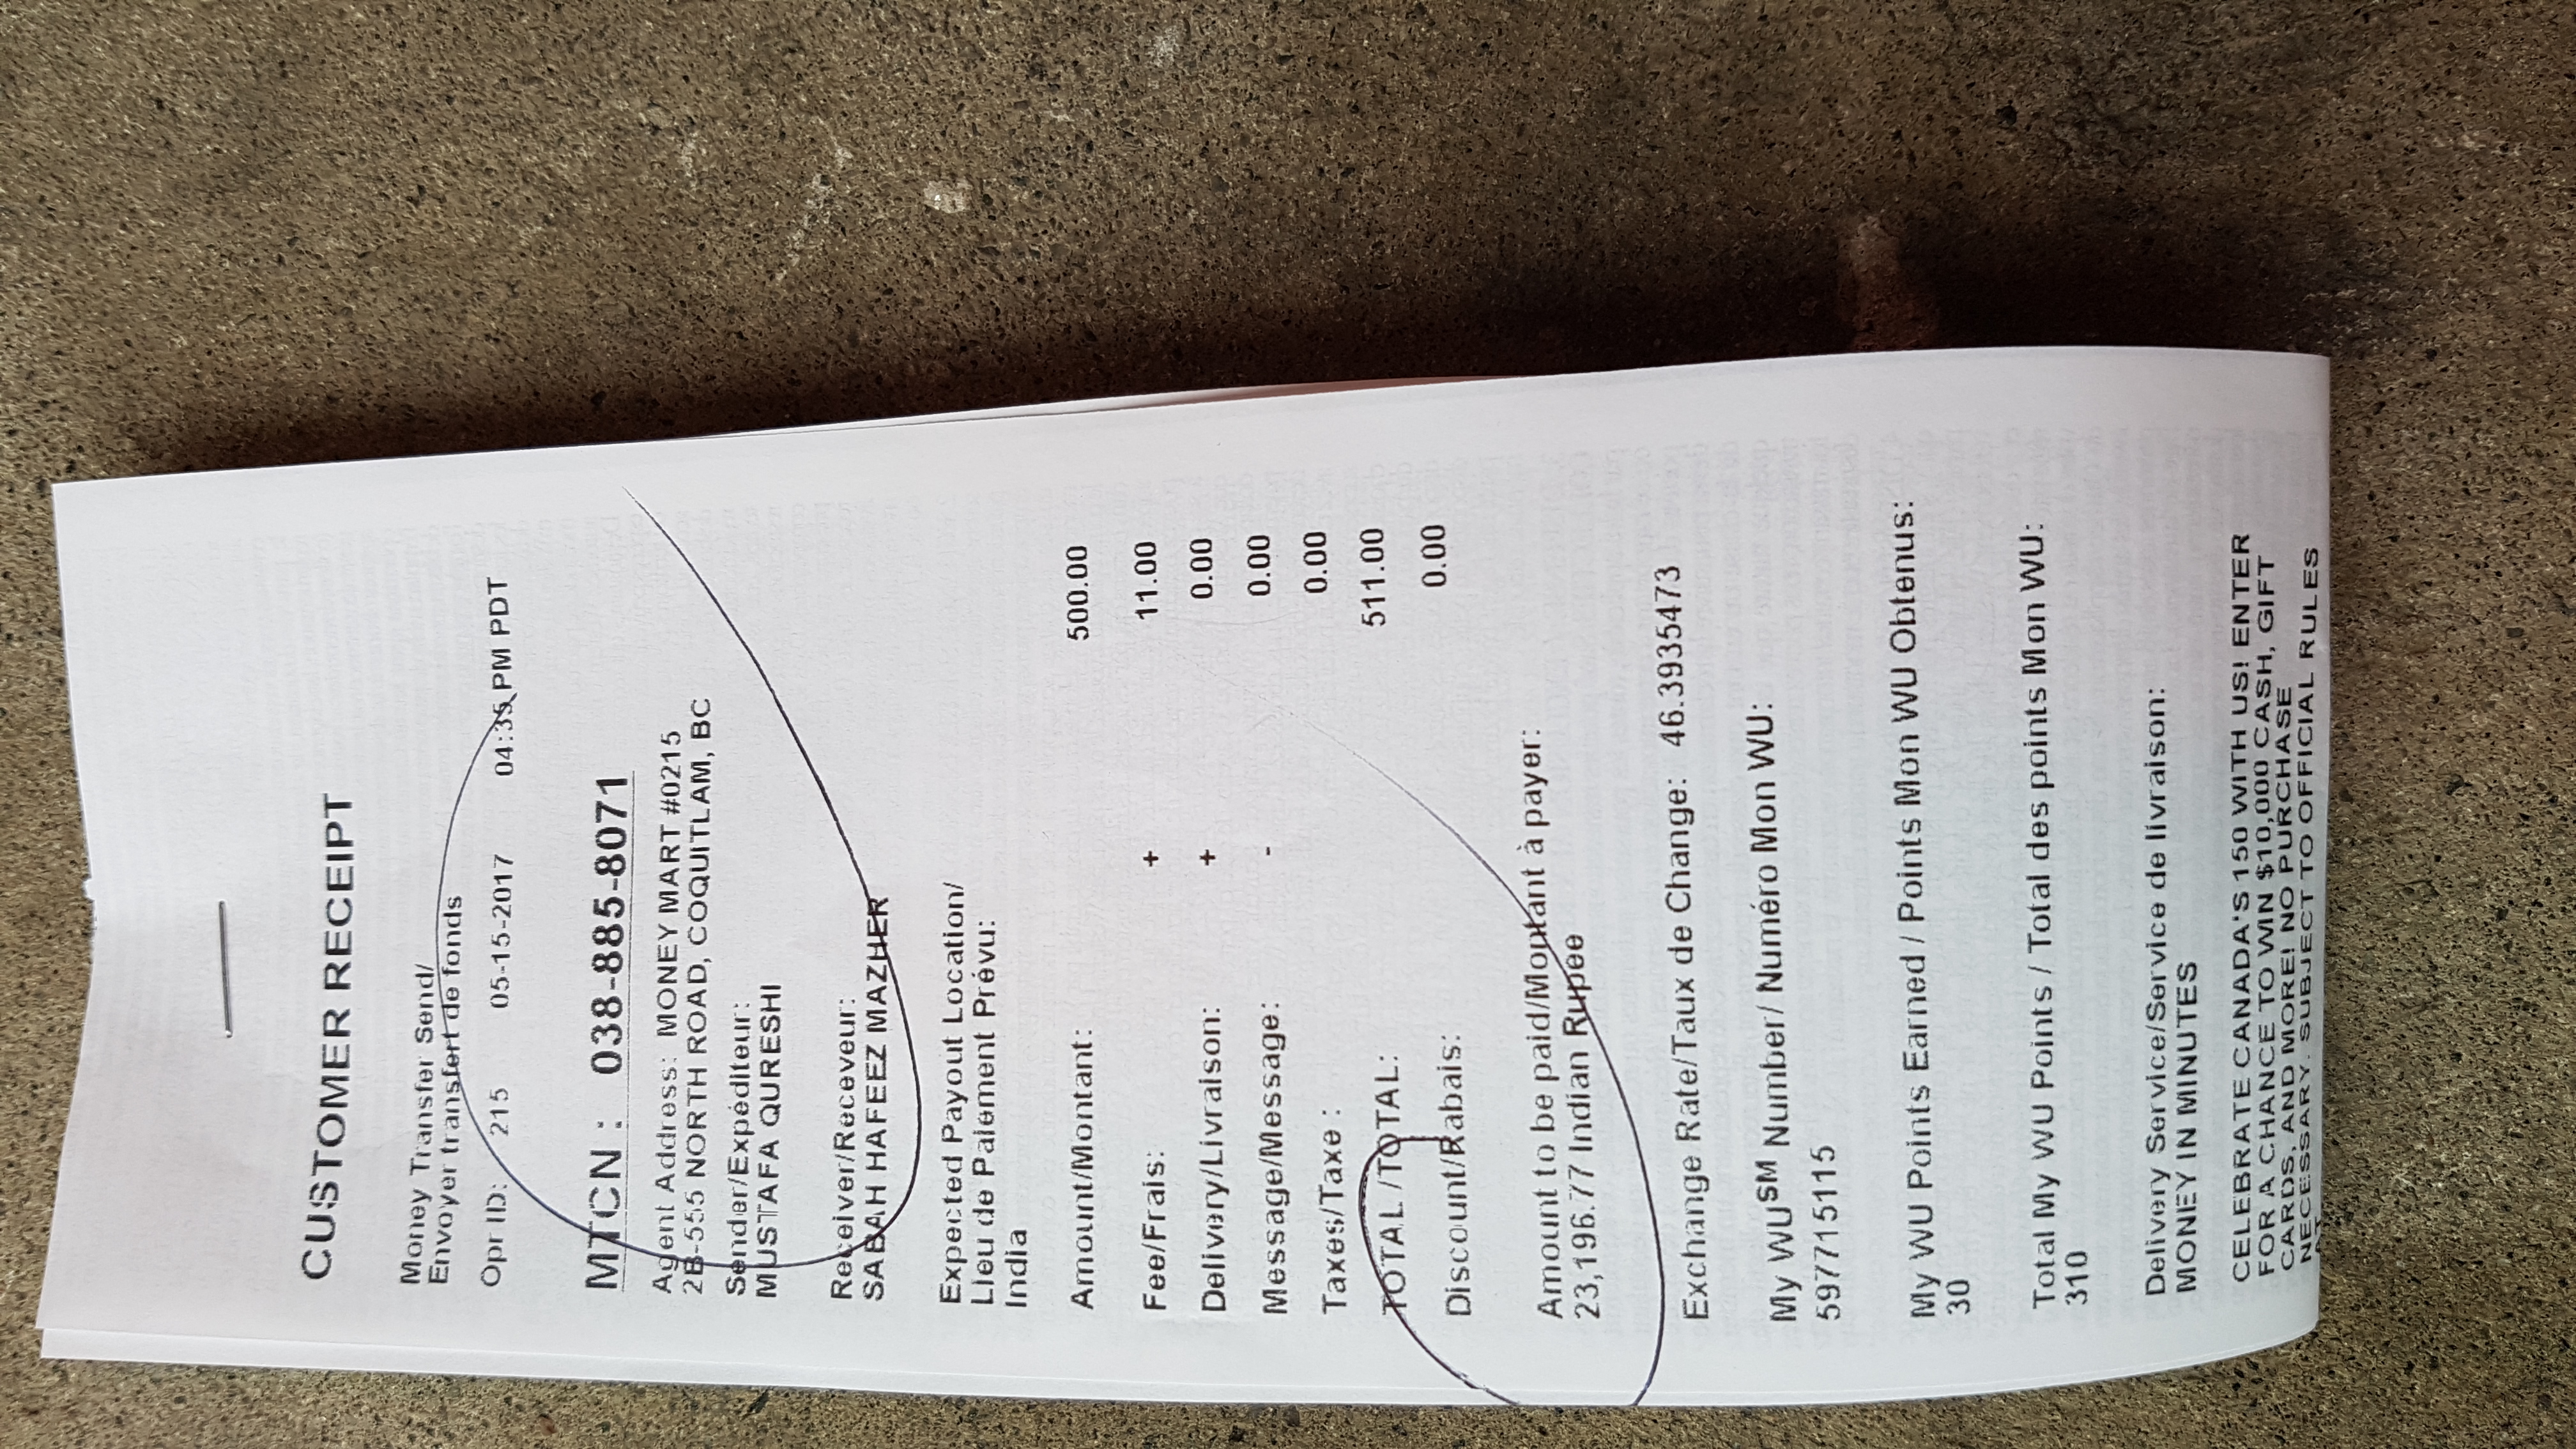 CUSTOMER RECEIPT
Money Transfer Send/
Envoyer transfert de fonds
Opr ID: 215 05-15-2017 04:35 PM PDT
MTCN : 038-885-8071
Agent Address: MONEY MART #0215
2B-555 NORTH ROAD, COQUITLAM, BC
Sender/Expéditeur:
MUSTAFA QURESHI
Receiver/Receveur:
SABAH HAFEEZ MAZHER
Expected Payout Location/
Lieu de Paiement Prévu:
India
Amount/Montant: 500.00
Fee/Frais: + 11.00
Delivery/Livraison: + 0.00
Message/Message: - 0.00
Taxes/Taxe : 0.00
TOTAL /TOTAL: 511.00
Discount/Rabais: 0.00
Amount to be paid/Montant à payer:
23,196.77 Indian Rupee
Exchange Rate/Taux de Change: 46.3935473
My WU SM Number/ Numéro Mon WU:
597715115
My WU Points Earned / Points Mon WU Obtenus:
30
Total My WU Points / Total des points Mon WU:
310
Delivery Service/Service de livraison:
MONEY IN MINUTES
CELEBRATE CANADA'S 150 WITH US! ENTER
FOR A CHANCE TO WIN $10,000 CASH, GIFT
CARDS, AND MORE! NO PURCHASE
NECESSARY. SUBJECT TO OFFICIAL RULES
AT